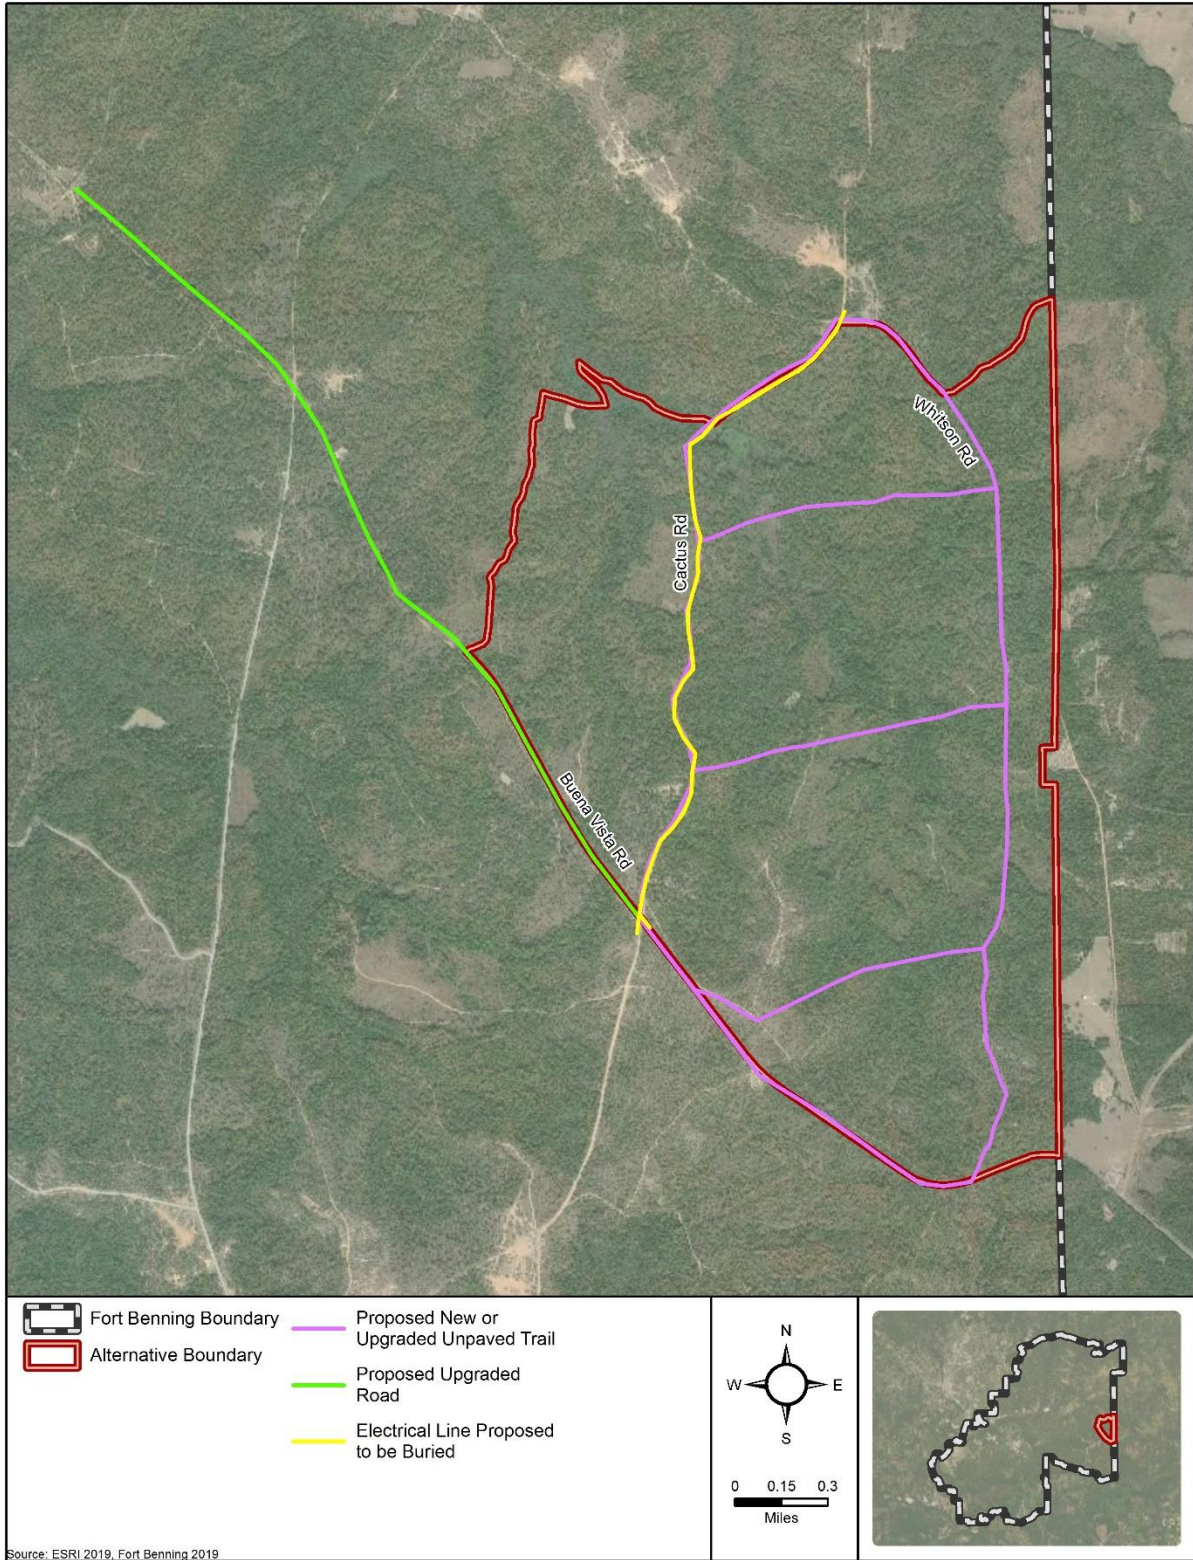 Whitson Rd
Cactus Rd
Buena Vista Rd
Fort Benning Boundary
Alternative Boundary
Proposed New or
Upgraded Unpaved Trail
Proposed Upgraded
Road
Electrical Line Proposed
to be Buried
N
W
E
S
0 0.15 0.3
Miles
Source: ESRI 2019, Fort Benning 2019